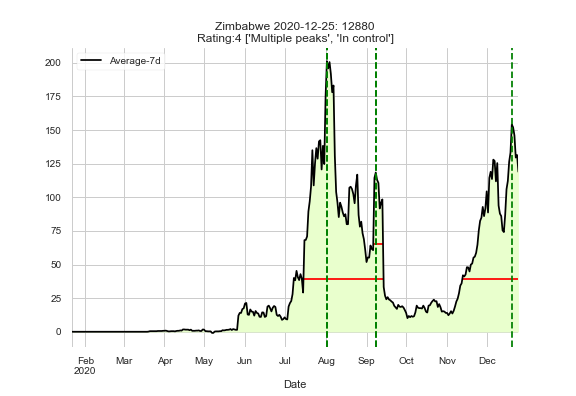 Zimbabwe 2020-12-25: 12880
Rating:4 ['Multiple peaks', 'In control']
Average-7d
200
175
150
125
100
75
50
25
0
Feb Mar Apr May Jun Jul Aug Sep Oct Nov Dec
2020
Date